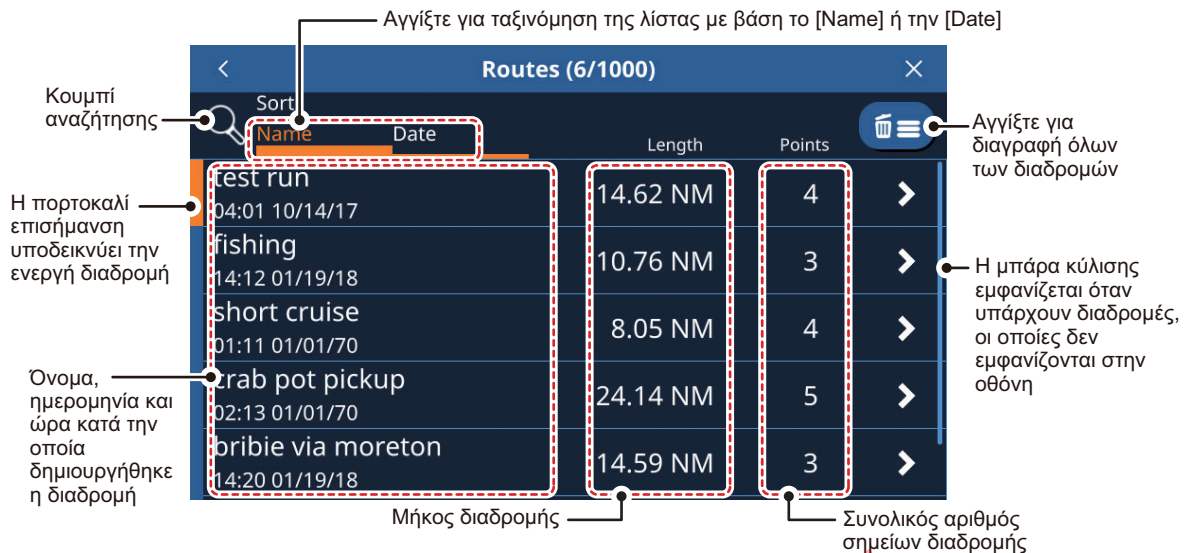 Αγγίξτε για ταξινόμηση της λίστας με βάση το [Name] ή την [Date]
Routes (6/1000)
Κουμπί
αναζήτησης
Sort
Name Date
Length Points
Αγγίξτε για
διαγραφή όλων
των διαδρομών
Η πορτοκαλί
επισήμανση
υποδεικνύει την
ενεργή διαδρομή
test run
04:01 10/14/17
14.62 NM 4
fishing
14:12 01/19/18
10.76 NM 3
short cruise
01:11 01/01/70
8.05 NM 4
crab pot pickup
02:13 01/01/70
24.14 NM 5
bribie via moreton
14:20 01/19/18
14.59 NM 3
Η μπάρα κύλισης
εμφανίζεται όταν
υπάρχουν διαδρομές,
οι οποίες δεν
εμφανίζονται στην
οθόνη
Όνομα,
ημερομηνία και
ώρα κατά την
οποία
δημιουργήθηκε
η διαδρομή
Μήκος διαδρομής
Συνολικός αριθμός
σημείων διαδρομής